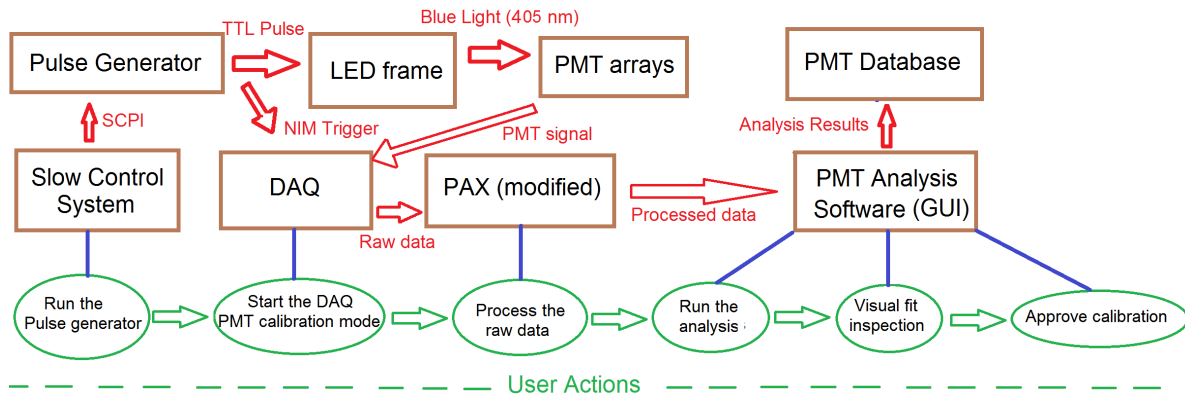 TTL Pulse
Blue Light (405 nm)
Pulse Generator
LED frame
PMT arrays
PMT Database
SCPI
NIM Trigger
PMT signal
Analysis Results
Slow Control
System
DAQ
PAX (modified)
PMT Analysis
Software (GUI)
Raw data
Processed data
Run the
Pulse generator
Start the DAQ
PMT calibration mode
Process the
raw data
Run the
analysis
Visual fit
inspection
Approve calibration
User Actions